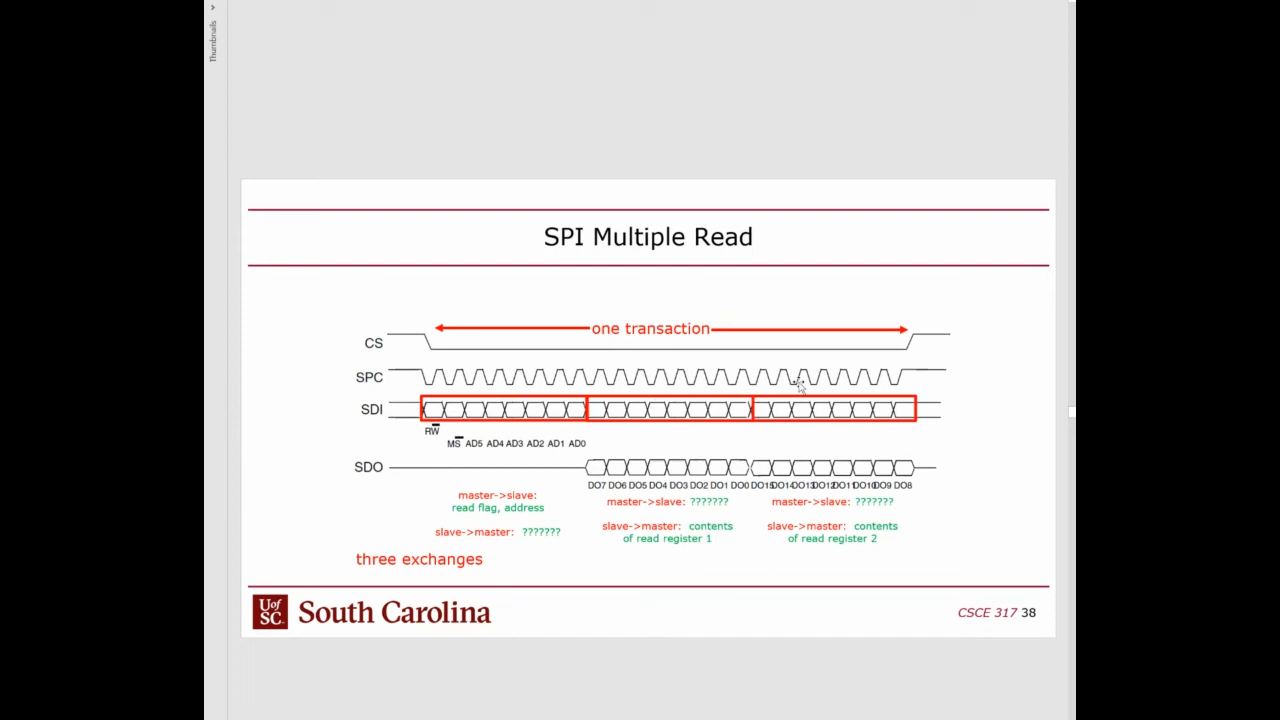 Thumbnails
SPI Multiple Read
one transaction
CS
SPC
SDI
RW
MS AD5 AD4 AD3 AD2 AD1 AD0
SDO
DO7 DO6 DO5 DO4 DO3 DO2 DO1 DO0 DO15 DO14 DO13 DO12 DO11 DO10 DO9 DO8
master->slave:
read flag, address
slave->master: ???????
master->slave: ???????
slave->master: contents
of read register 1
master->slave: ???????
slave->master: contents
of read register 2
three exchanges
UofSC South Carolina
CSCE 317 38